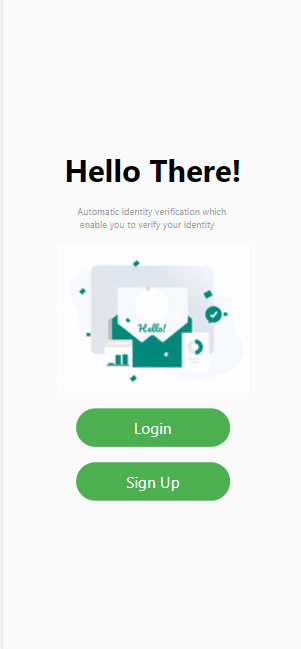 Hello There!
Automatic identity verification which
enable you to verify your identity
Hello!
Login
Sign Up